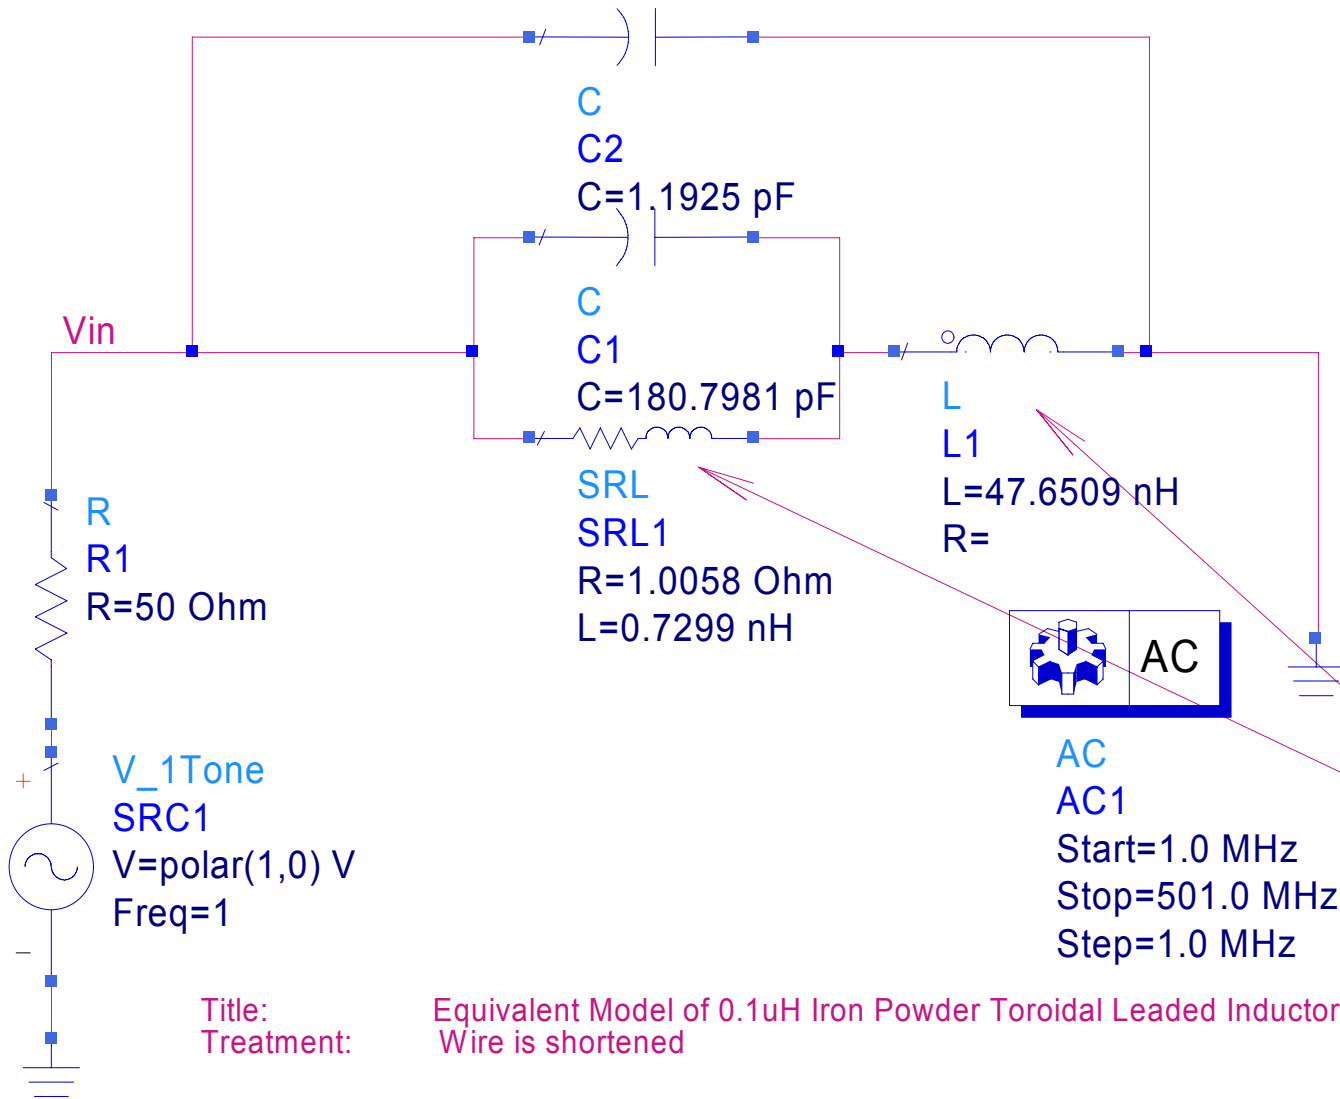 C
C2
C=1.1925 pF
C
C1
C=180.7981 pF
Vin
SRL
SRL1
R=1.0058 Ohm
L=0.7299 nH
L
L1
L=47.6509 nH
R=
R
R1
R=50 Ohm
AC
AC
AC1
Start=1.0 MHz
Stop=501.0 MHz
Step=1.0 MHz
+
V_1Tone
SRC1
V=polar(1,0) V
Freq=1
−
Title: Equivalent Model of 0.1uH Iron Powder Toroidal Leaded Inductor
Treatment: Wire is shortened